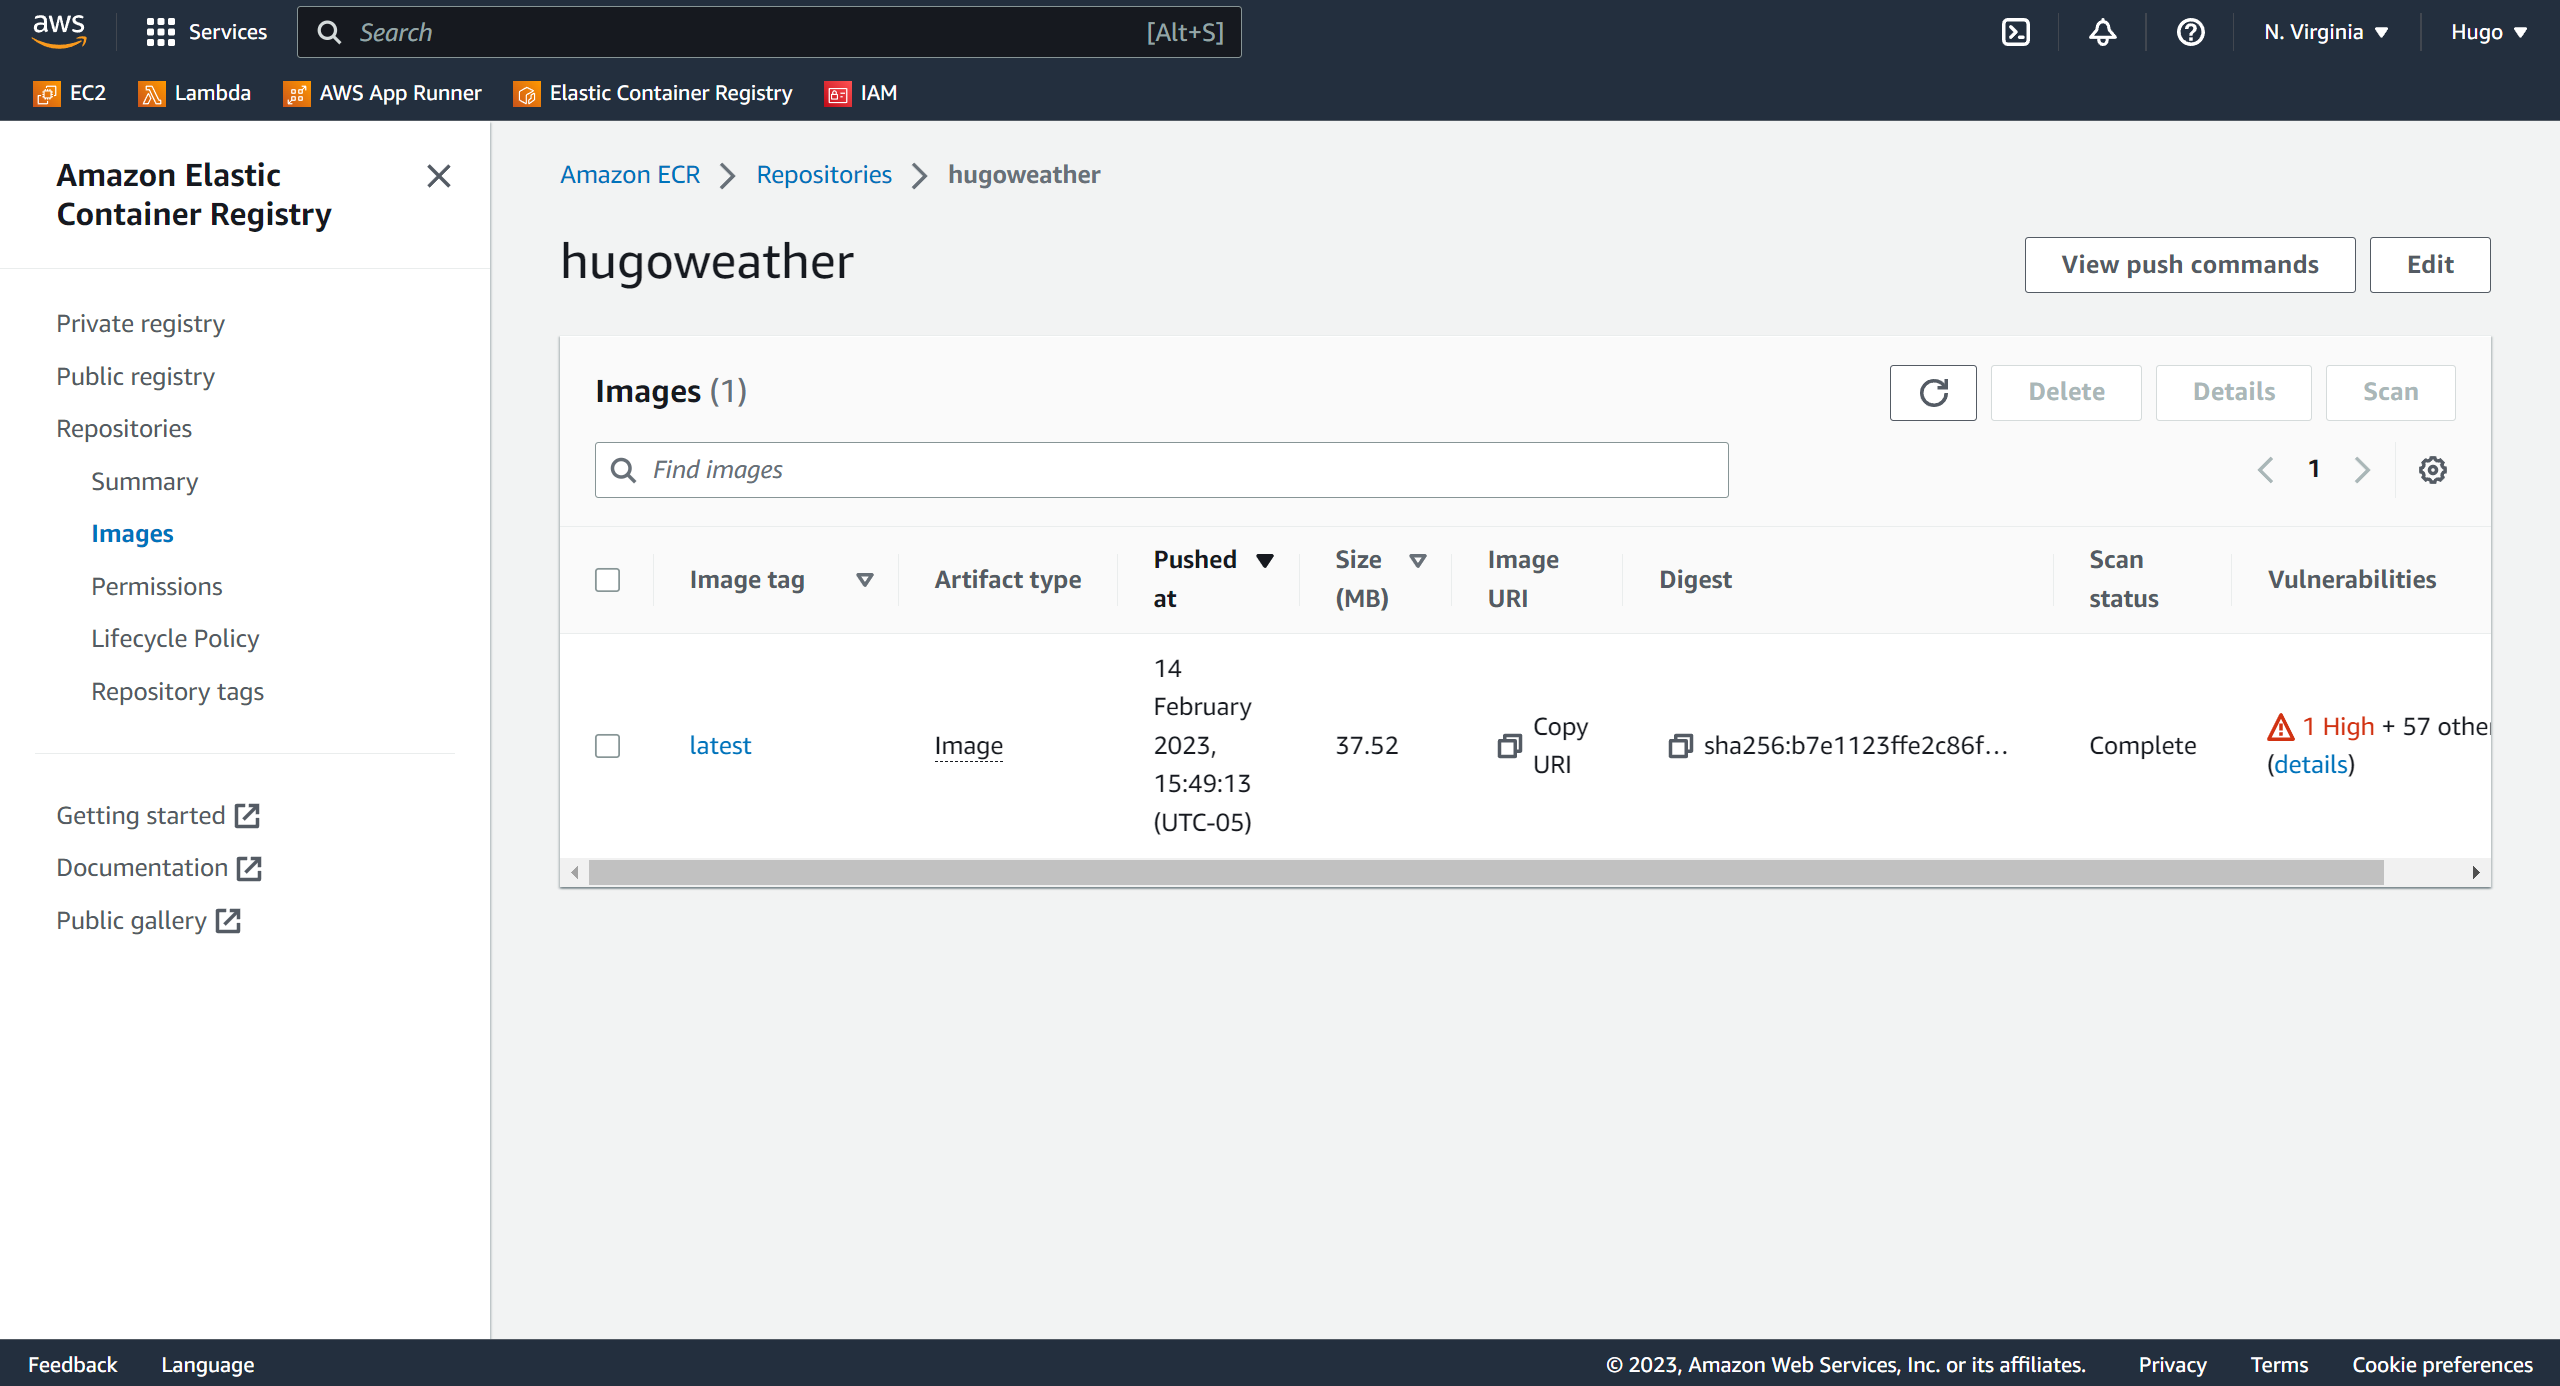 aws
Services
Search [Alt+S]
N. Virginia
Hugo
EC2
Lambda
AWS App Runner
Elastic Container Registry
IAM
Amazon Elastic
Container Registry
Private registry
Public registry
Repositories
Summary
Images
Permissions
Lifecycle Policy
Repository tags
Getting started
Documentation
Public gallery
Amazon ECR
Repositories
hugoweather
hugoweather
View push commands
Edit
Images (1)
Delete
Details
Scan
Find images
1
Image tag
Artifact type
Pushed
at
Size
(MB)
Image
URI
Digest
Scan
status
Vulnerabilities
latest
Image
14
February
2023,
15:49:13
(UTC-05)
37.52
Copy
URI
sha256:b7e1123ffe2c86f...
Complete
1 High + 57 other
(details)
Feedback
Language
© 2023, Amazon Web Services, Inc. or its affiliates.
Privacy
Terms
Cookie preferences